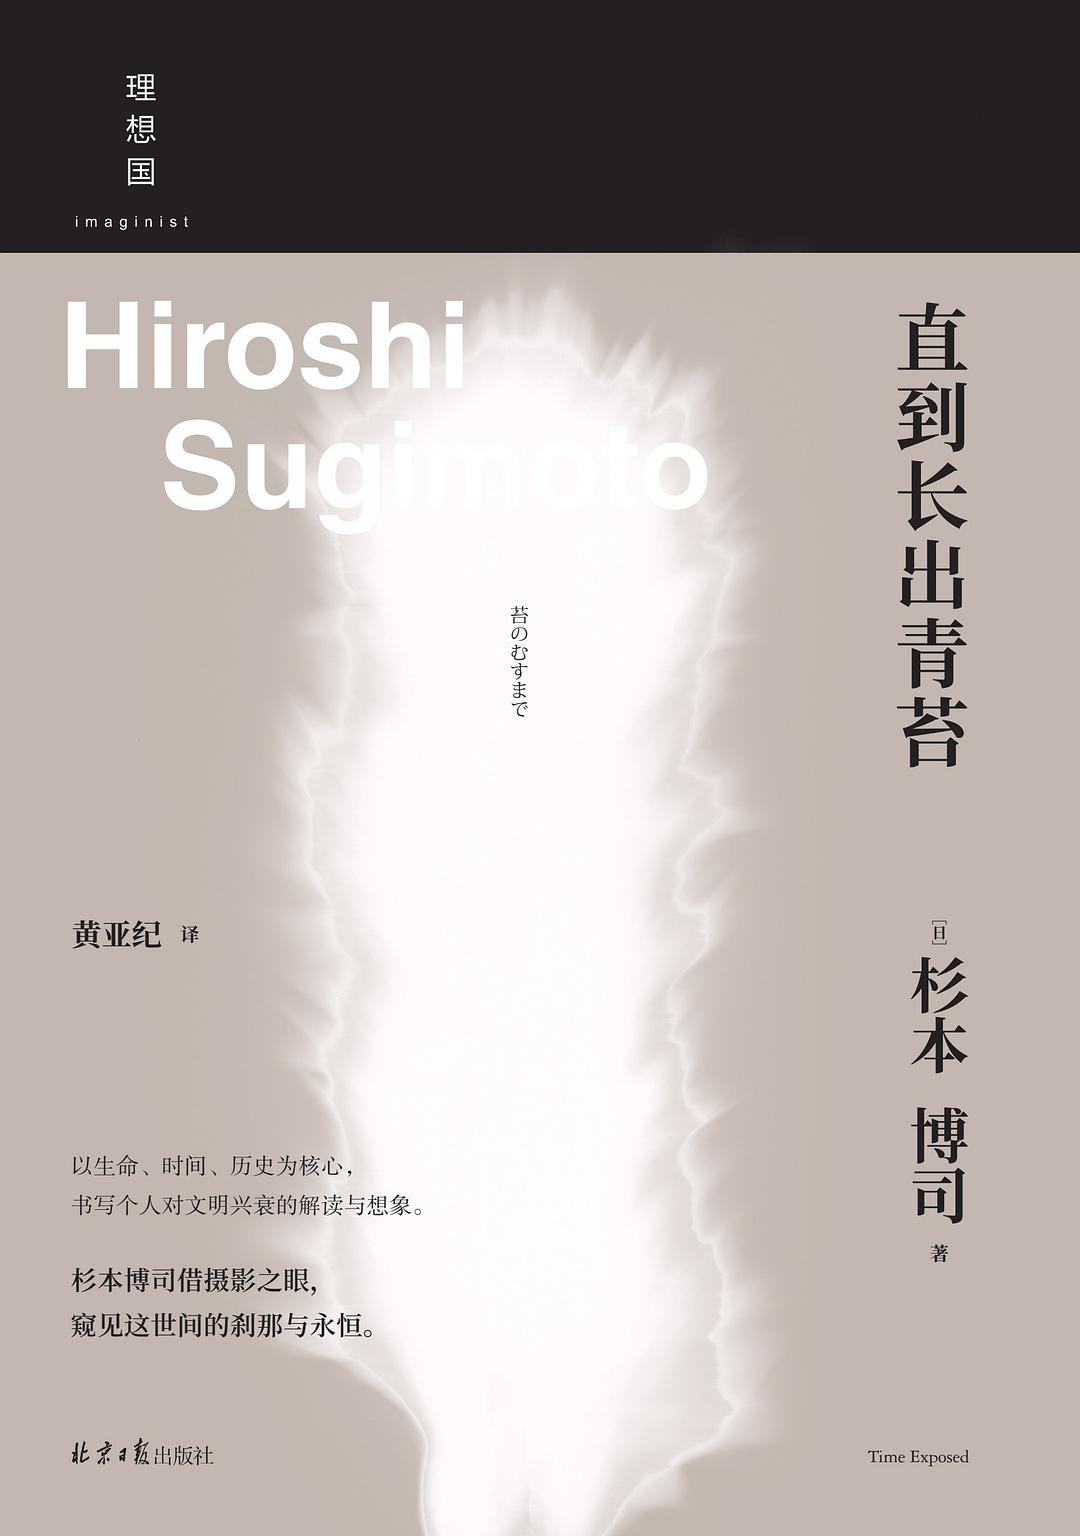 理想国
imaginist
Hiroshi
Sugimoto
直到长出青苔
苔のむすまで
[日]
杉本 博司
著
黄亚纪 译
以生命、时间、历史为核心，
书写个人对文明兴衰的解读与想象。
杉本博司借摄影之眼，
窥见这世间的刹那与永恒。
北京日报出版社
Time Exposed